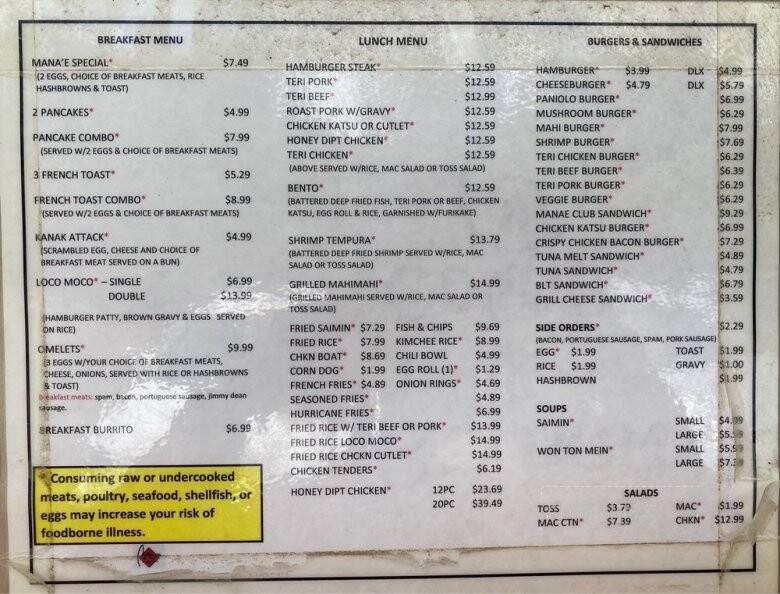 BREAKFAST MENU
MANA'E SPECIAL* $7.49
(2 EGGS, CHOICE OF BREAKFAST MEATS, RICE
HASHBROWNS & TOAST)
2 PANCAKES* $4.99
PANCAKE COMBO* $7.99
(SERVED W/2 EGGS & CHOICE OF BREAKFAST MEATS)
3 FRENCH TOAST* $5.29
FRENCH TOAST COMBO* $8.99
(SERVED W/2 EGGS & CHOICE OF BREAKFAST MEATS)
KANAK ATTACK* $4.99
(SCRAMBLED EGG, CHEESE AND CHOICE OF
BREAKFAST MEAT SERVED ON A BUN)
LOCO MOCO* – SINGLE $6.99
DOUBLE $13.99
(HAMBURGER PATTY, BROWN GRAVY & EGGS SERVED
ON RICE)
OMELETS* $9.99
(3 EGGS W/YOUR CHOICE OF BREAKFAST MEATS,
CHEESE, ONIONS, SERVED WITH RICE OR HASHBROWNS
& TOAST)
breakfast meats: spam, bacon, portuguese sausage, jimmy dean
sausage.
BREAKFAST BURRITO $6.99
* Consuming raw or undercooked
meats, poultry, seafood, shellfish, or
eggs may increase your risk of
foodborne illness.
LUNCH MENU
HAMBURGER STEAK* $12.59
TERI PORK* $12.59
TERI BEEF* $12.99
ROAST PORK W/GRAVY* $12.59
CHICKEN KATSU OR CUTLET* $12.59
HONEY DIPT CHICKEN* $12.59
TERI CHICKEN* $12.59
(ABOVE SERVED W/RICE, MAC SALAD OR TOSS SALAD)
BENTO* $12.59
(BATTERED DEEP FRIED FISH, TERI PORK OR BEEF, CHICKEN
KATSU, EGG ROLL & RICE, GARNISHED W/FURIKAKE)
SHRIMP TEMPURA* $13.79
(BATTERED DEEP FRIED SHRIMP SERVED W/RICE, MAC
SALAD OR TOSS SALAD)
GRILLED MAHIMAHI* $14.99
(GRILLED MAHIMAHI SERVED W/RICE, MAC SALAD OR
TOSS SALAD)
FRIED SAIMIN* $7.29 FISH & CHIPS $9.69
FRIED RICE* $7.99 KIMCHEE RICE* $8.99
CHKN BOAT* $8.69 CHILI BOWL $4.99
CORN DOG* $1.99 EGG ROLL (1)* $1.29
FRENCH FRIES* $4.89 ONION RINGS* $4.69
SEASONED FRIES* $4.89
HURRICANE FRIES* $6.99
FRIED RICE W/ TERI BEEF OR PORK* $13.99
FRIED RICE LOCO MOCO* $14.99
FRIED RICE CHCKN CUTLET* $14.99
CHICKEN TENDERS* $6.19
HONEY DIPT CHICKEN* 12PC $23.69
20PC $39.49
BURGERS & SANDWICHES
HAMBURGER* $3.99 DLX $4.99
CHEESEBURGER* $4.79 DLX $5.79
PANIOLO BURGER* $6.99
MUSHROOM BURGER* $6.29
MAHI BURGER* $7.99
SHRIMP BURGER* $7.69
TERI CHICKEN BURGER* $6.29
TERI BEEF BURGER* $6.39
TERI PORK BURGER* $6.29
VEGGIE BURGER* $6.29
MANAE CLUB SANDWICH* $9.29
CHICKEN KATSU BURGER* $6.99
CRISPY CHICKEN BACON BURGER* $7.29
TUNA MELT SANDWICH* $4.89
TUNA SANDWICH* $4.79
BLT SANDWICH* $6.79
GRILL CHEESE SANDWICH* $3.59
SIDE ORDERS* $2.29
(BACON, PORTUGUESE SAUSAGE, SPAM, PORK SAUSAGE)
EGG* $1.99 TOAST $1.99
RICE $1.99 GRAVY $1.00
HASHBROWN $1.99
SOUPS
SAIMIN* SMALL
LARGE
WON TON MEIN* SMALL
LARGE
SALADS
TOSS $3.79 MAC* $1.99
MAC CTN* $7.39 CHKN* $12.99